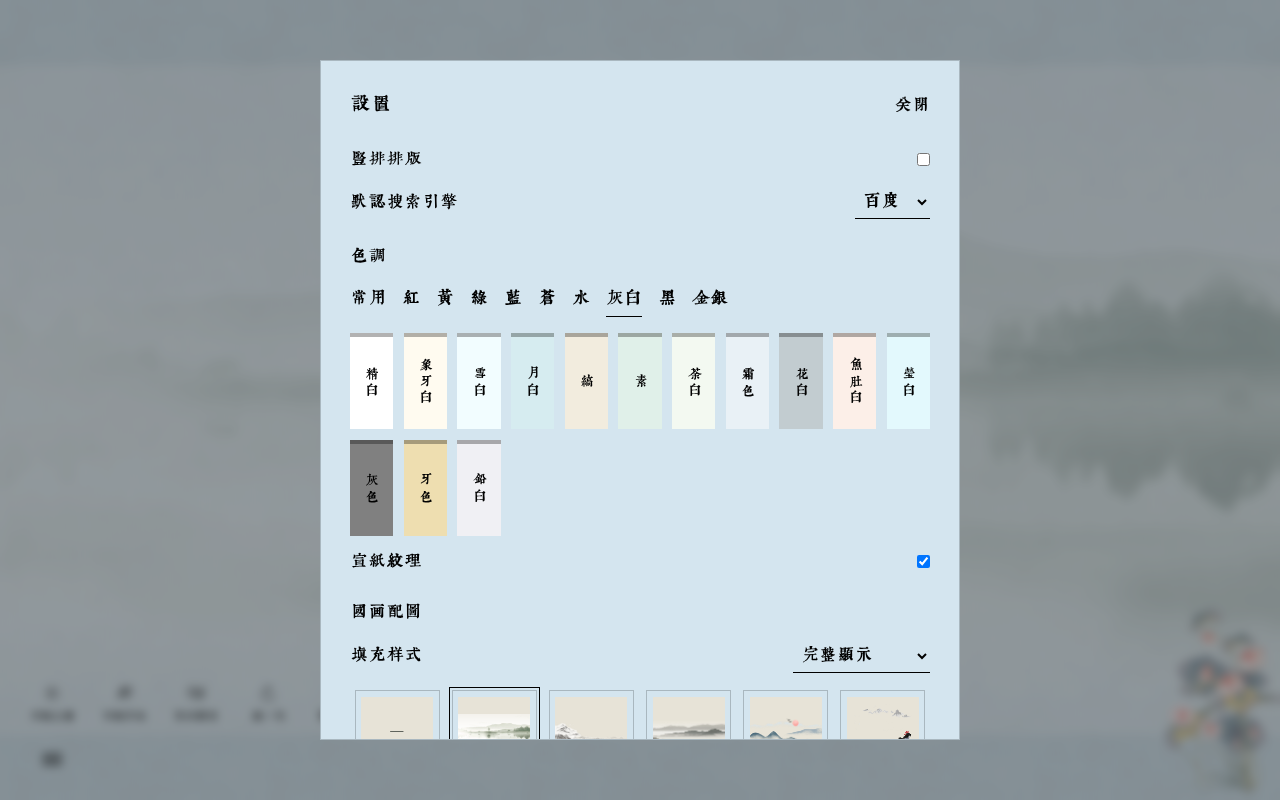 設置 关閉
豎排排版
默認搜索引擎 百度
色調
常用 紅 黃 綠 藍 蒼 水 灰白 黑 金銀
精白 象牙白 雪白 月白 縞 素 茶白 霜色 花白 魚肚白 瑩白
灰色 牙色 鉛白
宣紙紋理
國画配圖
填充样式 完整顯示